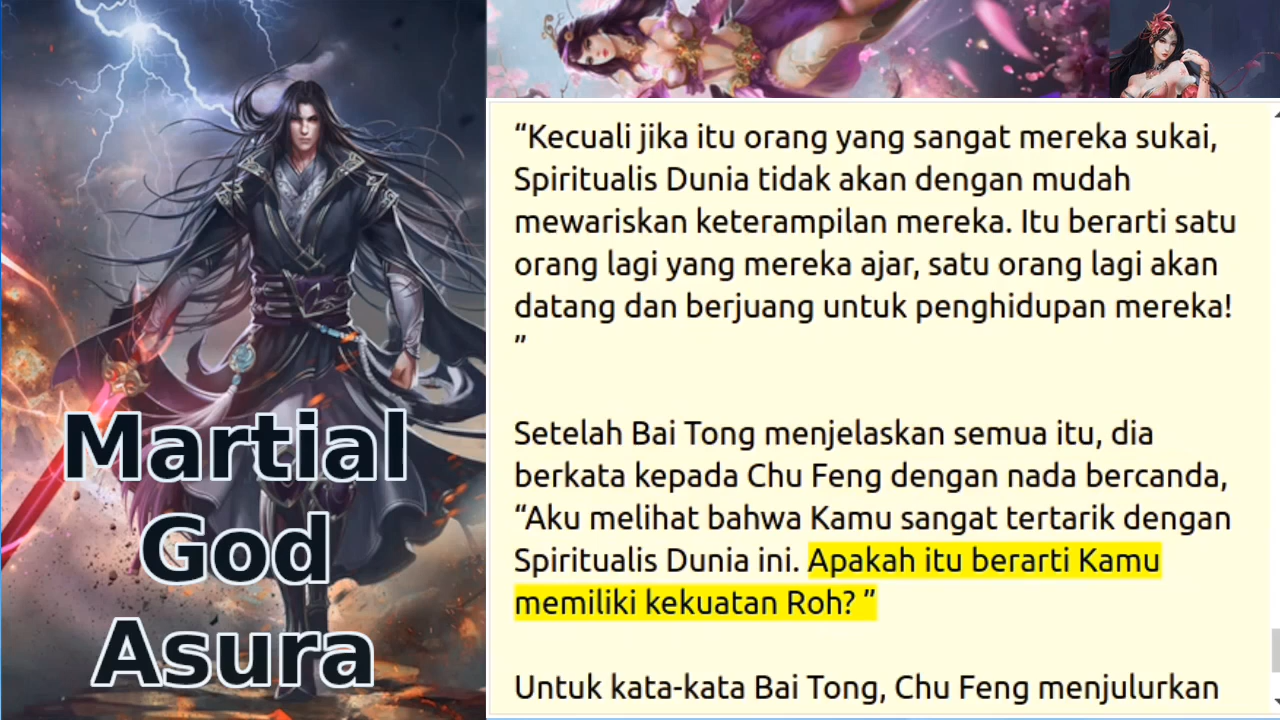 Martial
God
Asura
“Kecuali jika itu orang yang sangat mereka sukai,
Spiritualis Dunia tidak akan dengan mudah
mewariskan keterampilan mereka. Itu berarti satu
orang lagi yang mereka ajar, satu orang lagi akan
datang dan berjuang untuk penghidupan mereka!
”
Setelah Bai Tong menjelaskan semua itu, dia
berkata kepada Chu Feng dengan nada bercanda,
“Aku melihat bahwa Kamu sangat tertarik dengan
Spiritualis Dunia ini. Apakah itu berarti Kamu
memiliki kekuatan Roh? ”
Untuk kata-kata Bai Tong, Chu Feng menjulurkan